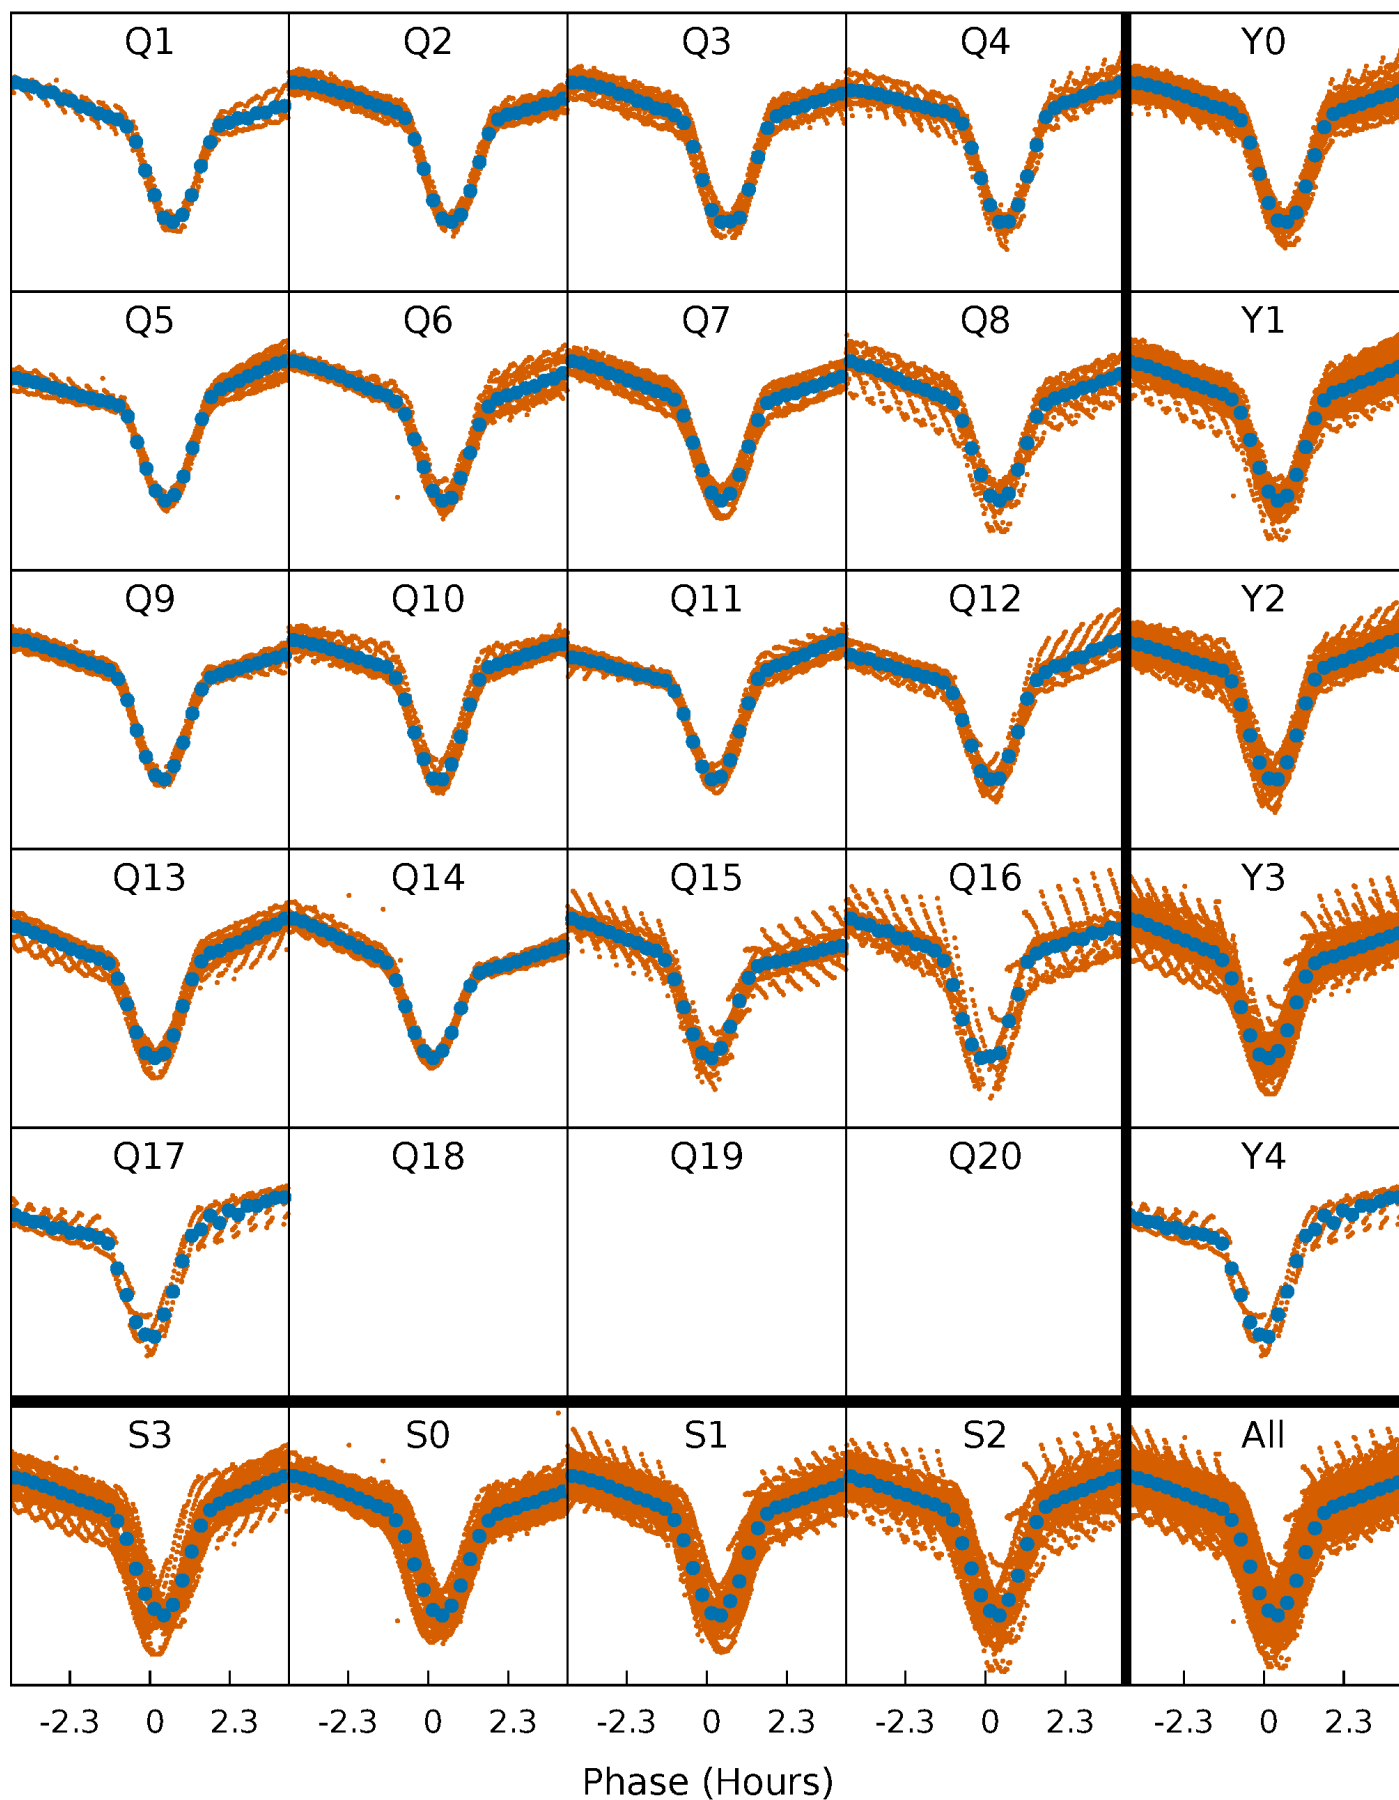 Q1 Q2 Q3 Q4 Y0
Q5 Q6 Q7 Q8 Y1
Q9 Q10 Q11 Q12 Y2
Q13 Q14 Q15 Q16 Y3
Q17 Q18 Q19 Q20 Y4
S3 S0 S1 S2 All
-2.3 0 2.3 -2.3 0 2.3 -2.3 0 2.3 -2.3 0 2.3 -2.3 0 2.3
Phase (Hours)